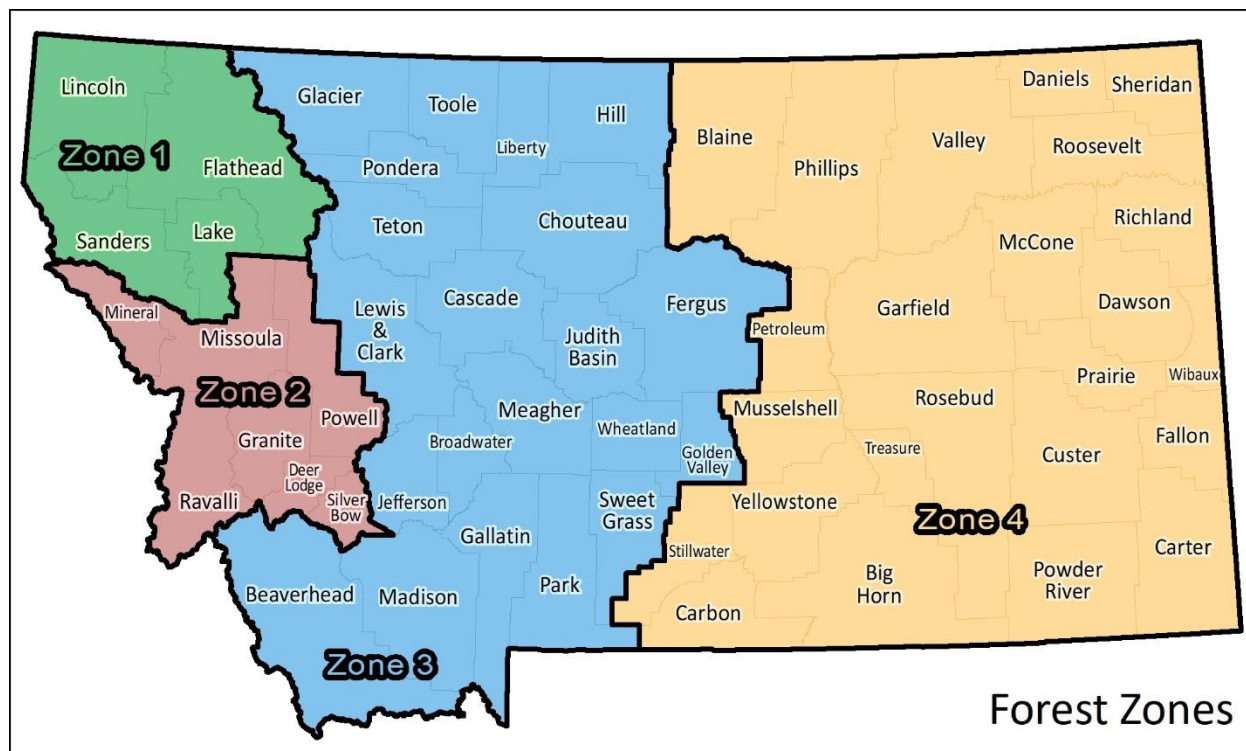 Lincoln
Zone 1
Flathead
Sanders
Lake
Mineral
Missoula
Zone 2
Powell
Granite
Deer
Lodge
Silver
Bow
Ravalli
Glacier
Toole
Liberty
Hill
Pondera
Teton
Chouteau
Lewis
&
Clark
Cascade
Judith
Basin
Fergus
Meagher
Broadwater
Wheatland
Golden
Valley
Jefferson
Gallatin
Sweet
Grass
Beaverhead
Madison
Park
Zone 3
Blaine
Phillips
Valley
Daniels
Sheridan
Roosevelt
Richland
McCone
Garfield
Dawson
Petroleum
Prairie
Wibaux
Musselshell
Rosebud
Treasure
Custer
Fallon
Yellowstone
Zone 4
Stillwater
Carbon
Big
Horn
Powder
River
Carter
Forest Zones